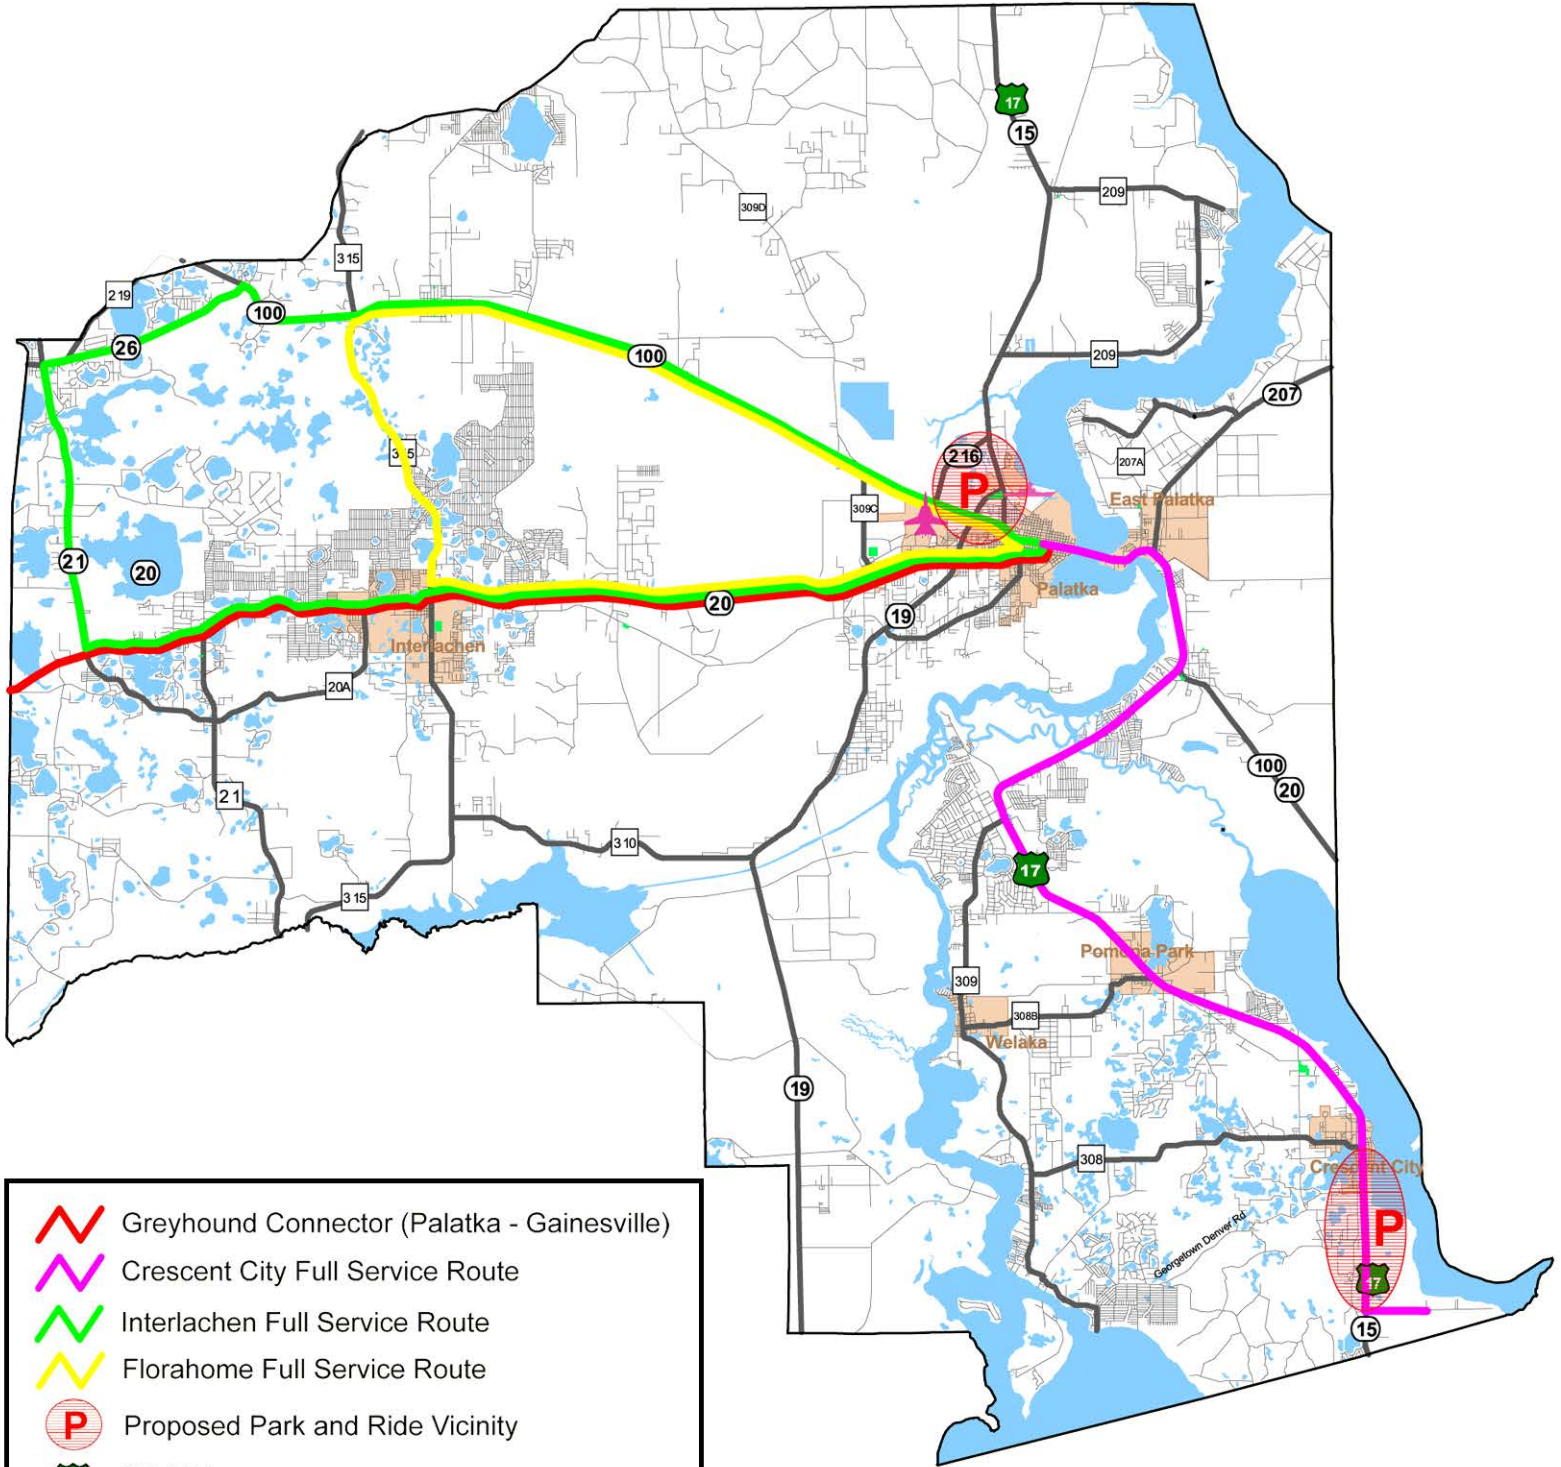 17
15
209
309D
315
219
100
26
100
209
207
315
216
P
207A
East Palatka
309C
21
20
Palatka
20
19
Interlachen
20A
100
20
21
310
17
315
Pomona Park
309
308B
Welaka
19
308
Crescent City
P
Georgetown Denver Rd
17
15
Greyhound Connector (Palatka - Gainesville)
Crescent City Full Service Route
Interlachen Full Service Route
Florahome Full Service Route
P Proposed Park and Ride Vicinity